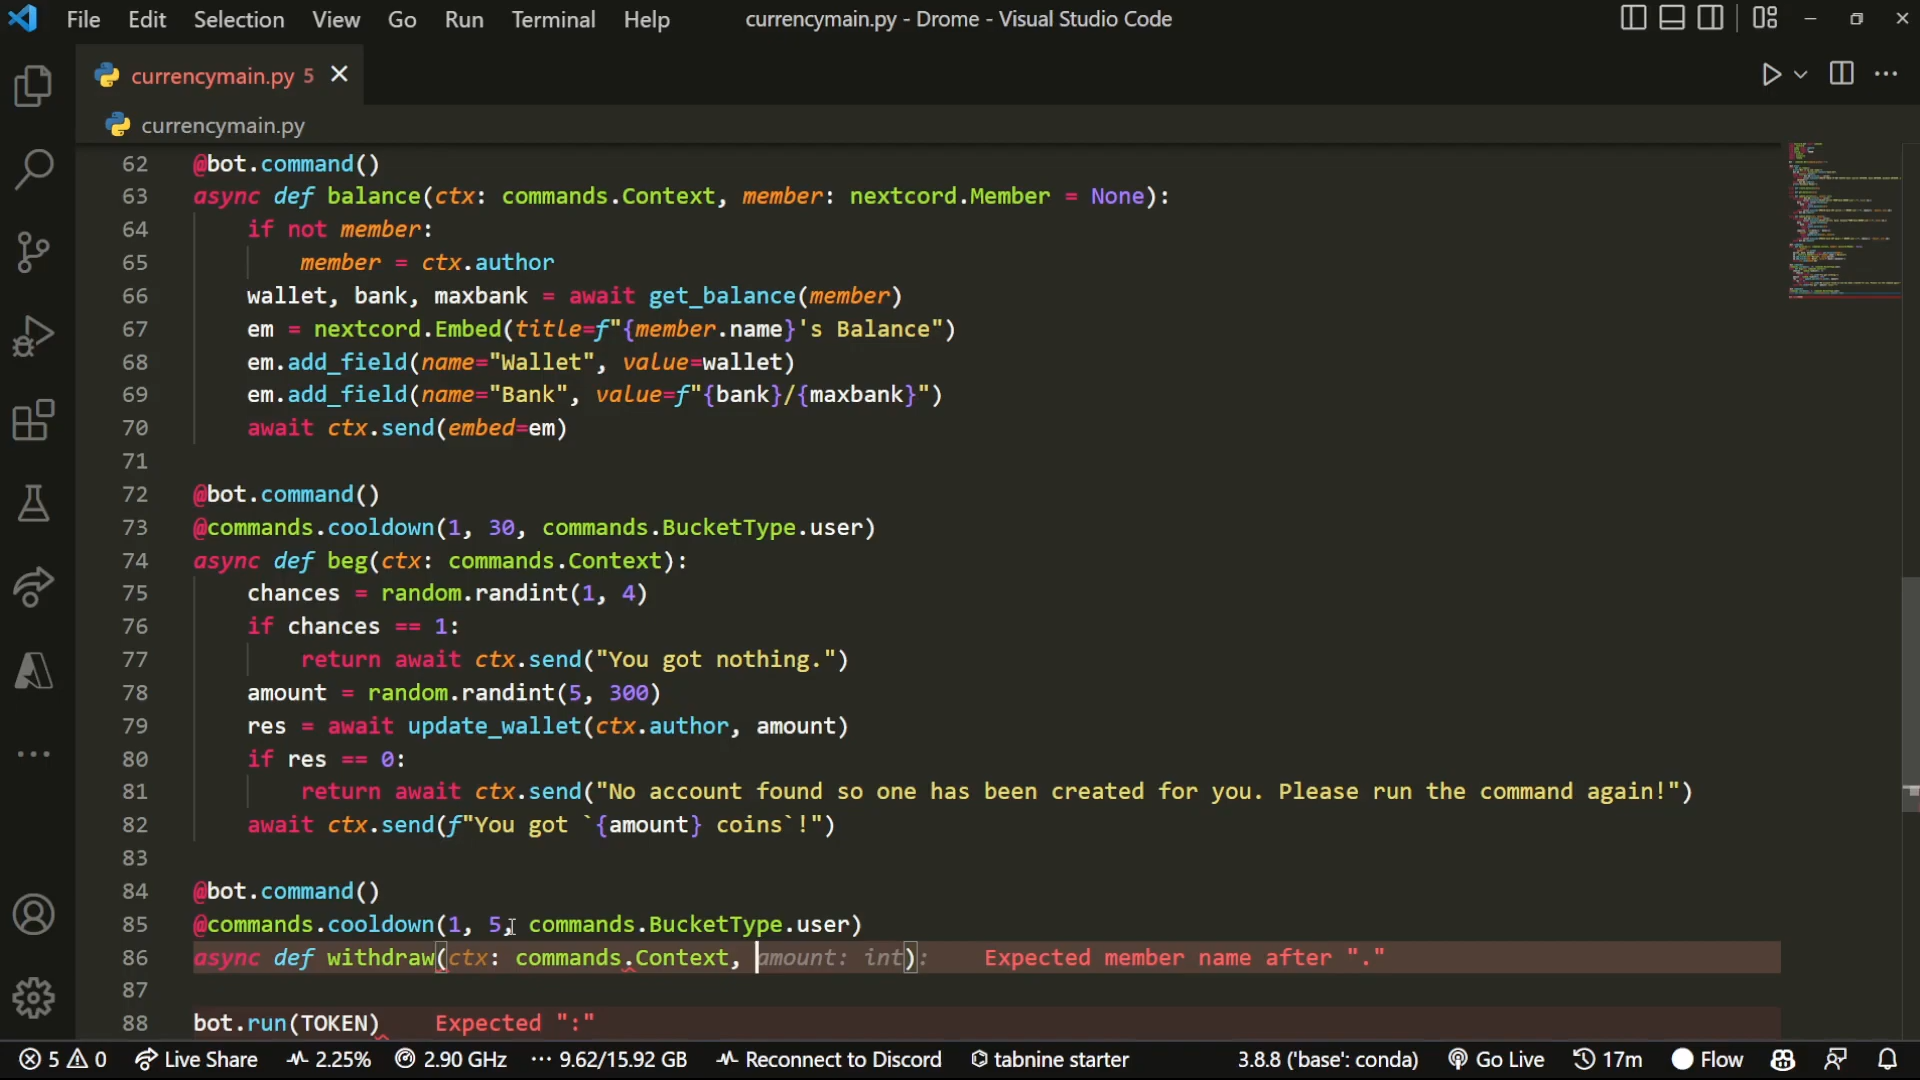 File Edit Selection View Go Run Terminal Help currencymain.py - Drome - Visual Studio Code
currencymain.py 5
currencymain.py
62 @bot.command()
63 async def balance(ctx: commands.Context, member: nextcord.Member = None):
64 if not member:
65 member = ctx.author
66 wallet, bank, maxbank = await get_balance(member)
67 em = nextcord.Embed(title=f"{member.name}'s Balance")
68 em.add_field(name="Wallet", value=wallet)
69 em.add_field(name="Bank", value=f"{bank}/{maxbank}")
70 await ctx.send(embed=em)
71
72 @bot.command()
73 @commands.cooldown(1, 30, commands.BucketType.user)
74 async def beg(ctx: commands.Context):
75 chances = random.randint(1, 4)
76 if chances == 1:
77 return await ctx.send("You got nothing.")
78 amount = random.randint(5, 300)
79 res = await update_wallet(ctx.author, amount)
80 if res == 0:
81 return await ctx.send("No account found so one has been created for you. Please run the command again!")
82 await ctx.send(f"You got `{amount} coins`!")
83
84 @bot.command()
85 @commands.cooldown(1, 5, commands.BucketType.user)
86 async def withdraw(ctx: commands.Context, amount: int): Expected member name after "."
87
88 bot.run(TOKEN) Expected ":"
5 0 Live Share 2.25% 2.90 GHz 9.62/15.92 GB Reconnect to Discord tabnine starter 3.8.8 ('base': conda) Go Live 17m Flow